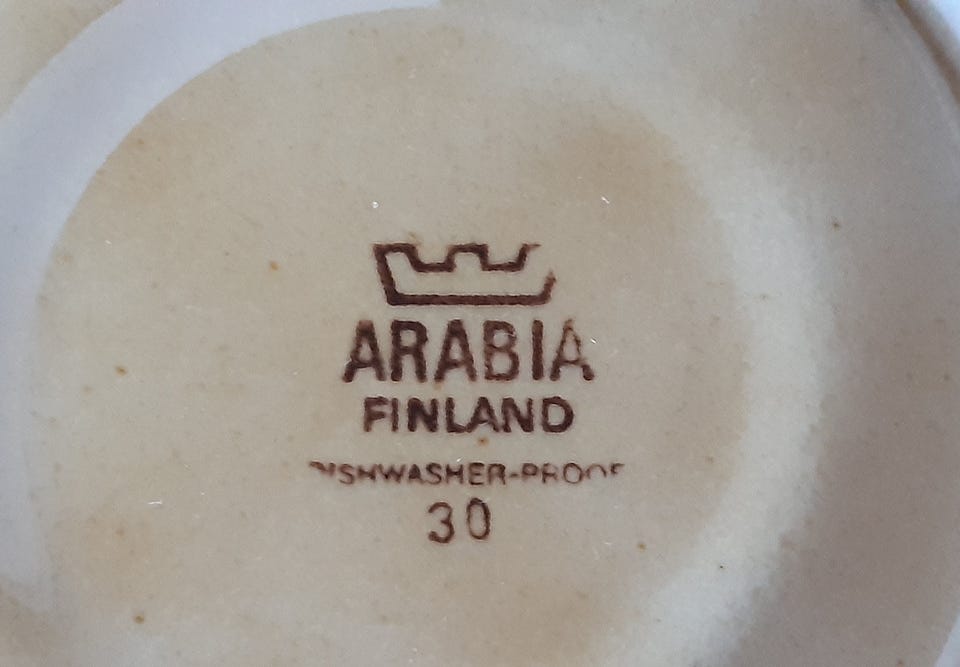 ARABIA
FINLAND
DISHWASHER-PROOF
30